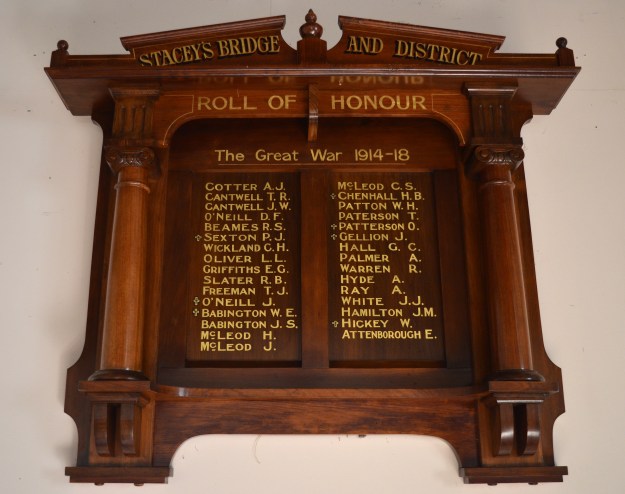 STACEY'S BRIDGE AND DISTRICT
ROLL OF HONOUR
The Great War 1914-18
COTTER A.J.
CANTWELL T.R.
CANTWELL J.W.
O'NEILL D.F.
BEAMES R.S.
✣ SEXTON P.J.
WICKLAND C.H.
OLIVER L.L.
GRIFFITHS E.G.
SLATER R.B.
FREEMAN T.J.
✣ O'NEILL J.
✣ BABINGTON W.E.
BABINGTON J.S.
McLEOD H.
McLEOD J.
McLEOD C.S.
✣ CHENHALL H.B.
PATTON W.H.
PATERSON T.
✣ PATTERSON O.
✣ GELLION J.
HALL G.C.
PALMER A.
WARREN R.
HYDE A.
RAY A.
WHITE J.J.
HAMILTON J.M.
✣ HICKEY W.
ATTENBOROUGH E.